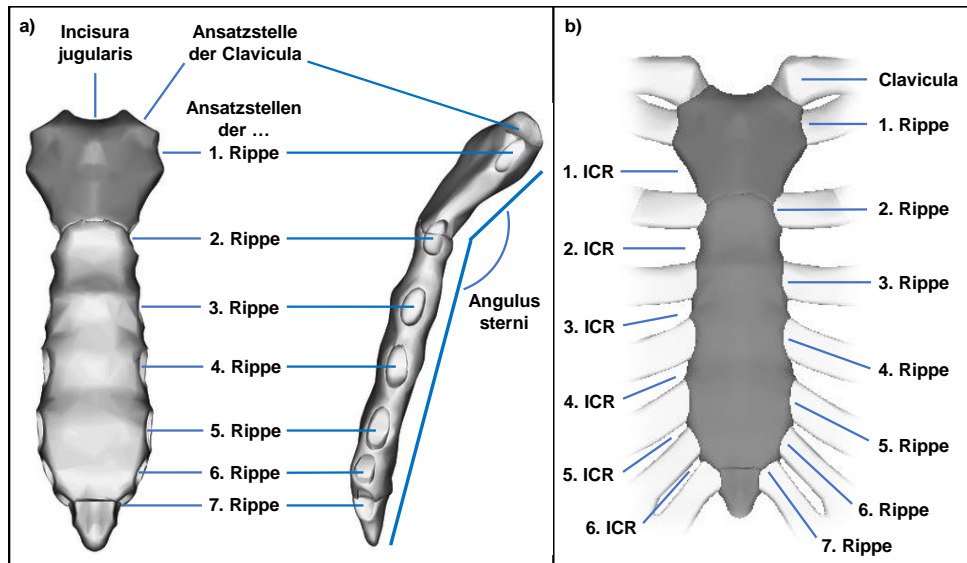 a)
Incisura
jugularis
Ansatzstelle
der Clavicula
Ansatzstellen
der ...
1. Rippe
2. Rippe
3. Rippe
4. Rippe
5. Rippe
6. Rippe
7. Rippe
Angulus
sterni
b)
Clavicula
1. Rippe
1. ICR
2. Rippe
2. ICR
3. Rippe
3. ICR
4. Rippe
4. ICR
5. Rippe
5. ICR
6. Rippe
6. ICR
7. Rippe